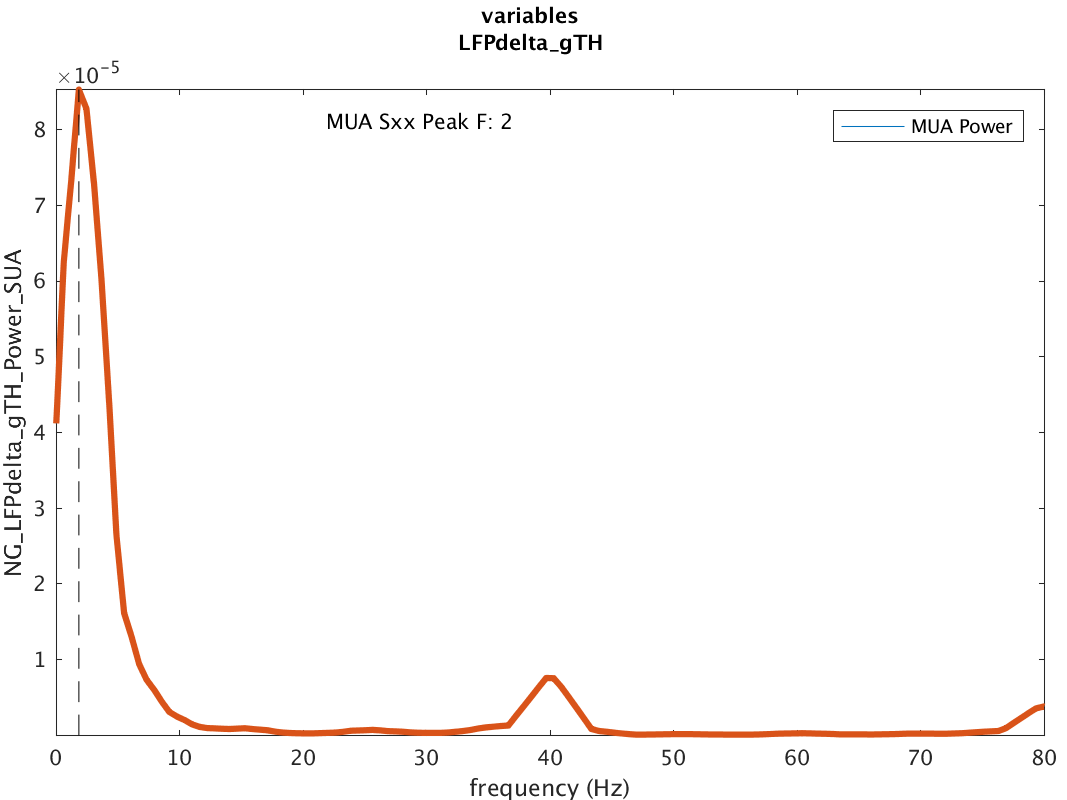 variables
LFPdelta_gTH
×10^-5
MUA Sxx Peak F: 2
MUA Power
8
7
6
5
4
3
2
1
NG_LFPdelta_gTH_Power_SUA
0 10 20 30 40 50 60 70 80
frequency (Hz)